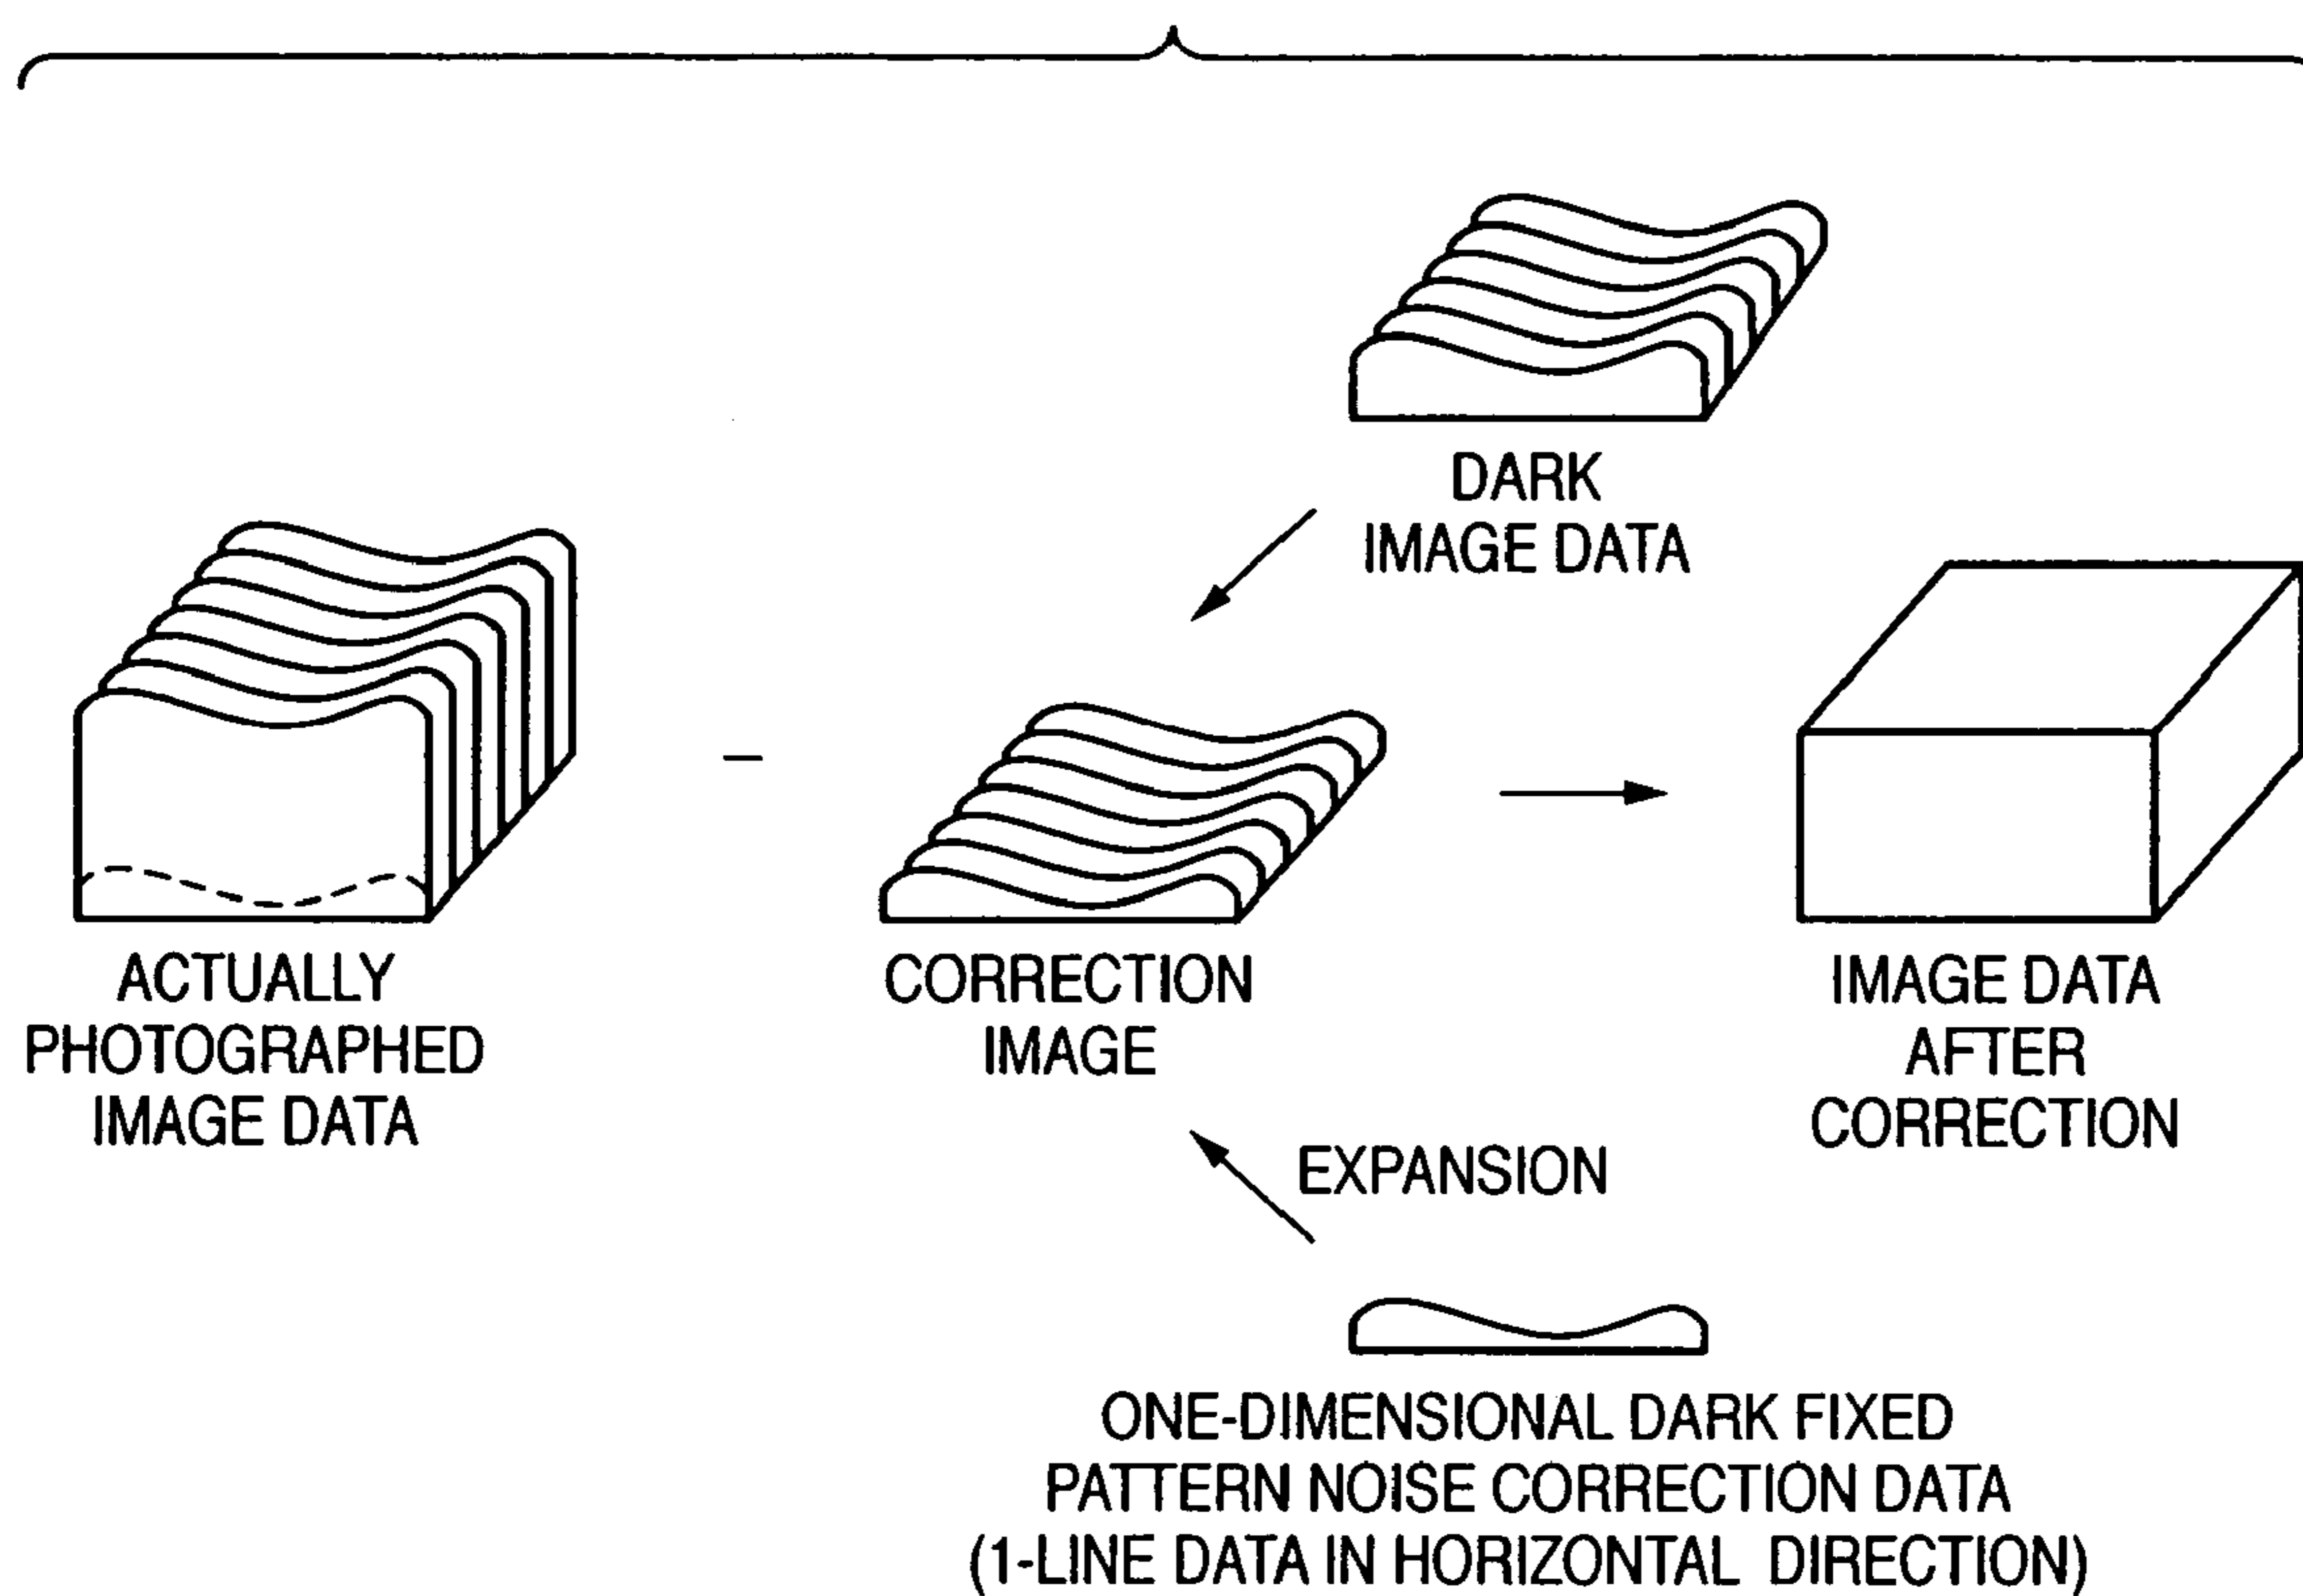 DARK
IMAGE DATA
ACTUALLY
PHOTOGRAPHED
IMAGE DATA
–
CORRECTION
IMAGE
IMAGE DATA
AFTER
CORRECTION
EXPANSION
ONE-DIMENSIONAL DARK FIXED
PATTERN NOISE CORRECTION DATA
(1-LINE DATA IN HORIZONTAL DIRECTION)